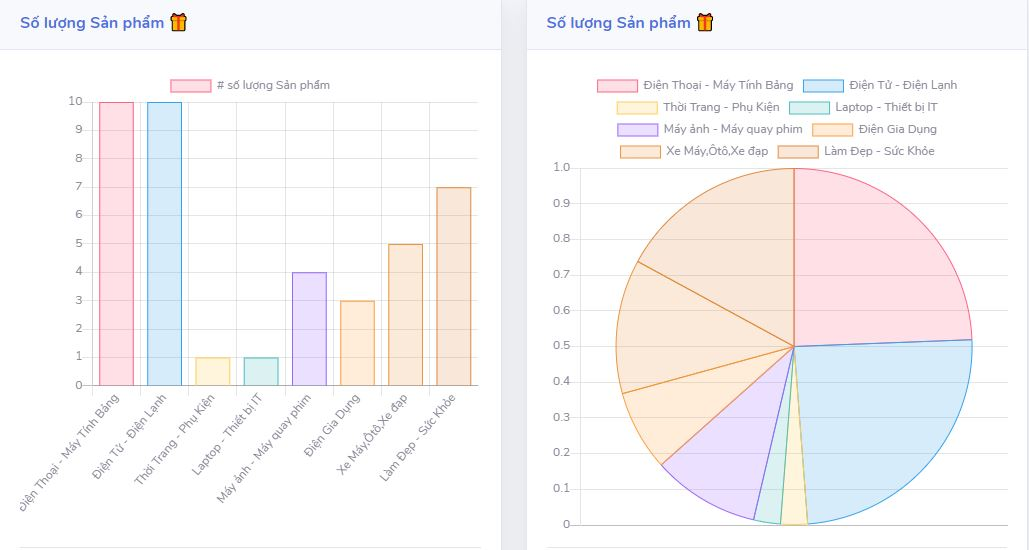 Số lượng Sản phẩm 🎁
# số lượng Sản phẩm
10
9
8
7
6
5
4
3
2
1
0
Điện Thoại - Máy Tính Bảng
Điện Tử - Điện Lạnh
Thời Trang - Phụ Kiện
Laptop - Thiết bị IT
Máy ảnh - Máy quay phim
Điện Gia Dụng
Xe Máy,Ôtô,Xe đạp
Làm Đẹp - Sức Khỏe
Số lượng Sản phẩm 🎁
Điện Thoại - Máy Tính Bảng Điện Tử - Điện Lạnh
Thời Trang - Phụ Kiện Laptop - Thiết bị IT
Máy ảnh - Máy quay phim Điện Gia Dụng
Xe Máy,Ôtô,Xe đạp Làm Đẹp - Sức Khỏe
1.0
0.9
0.8
0.7
0.6
0.5
0.4
0.3
0.2
0.1
0